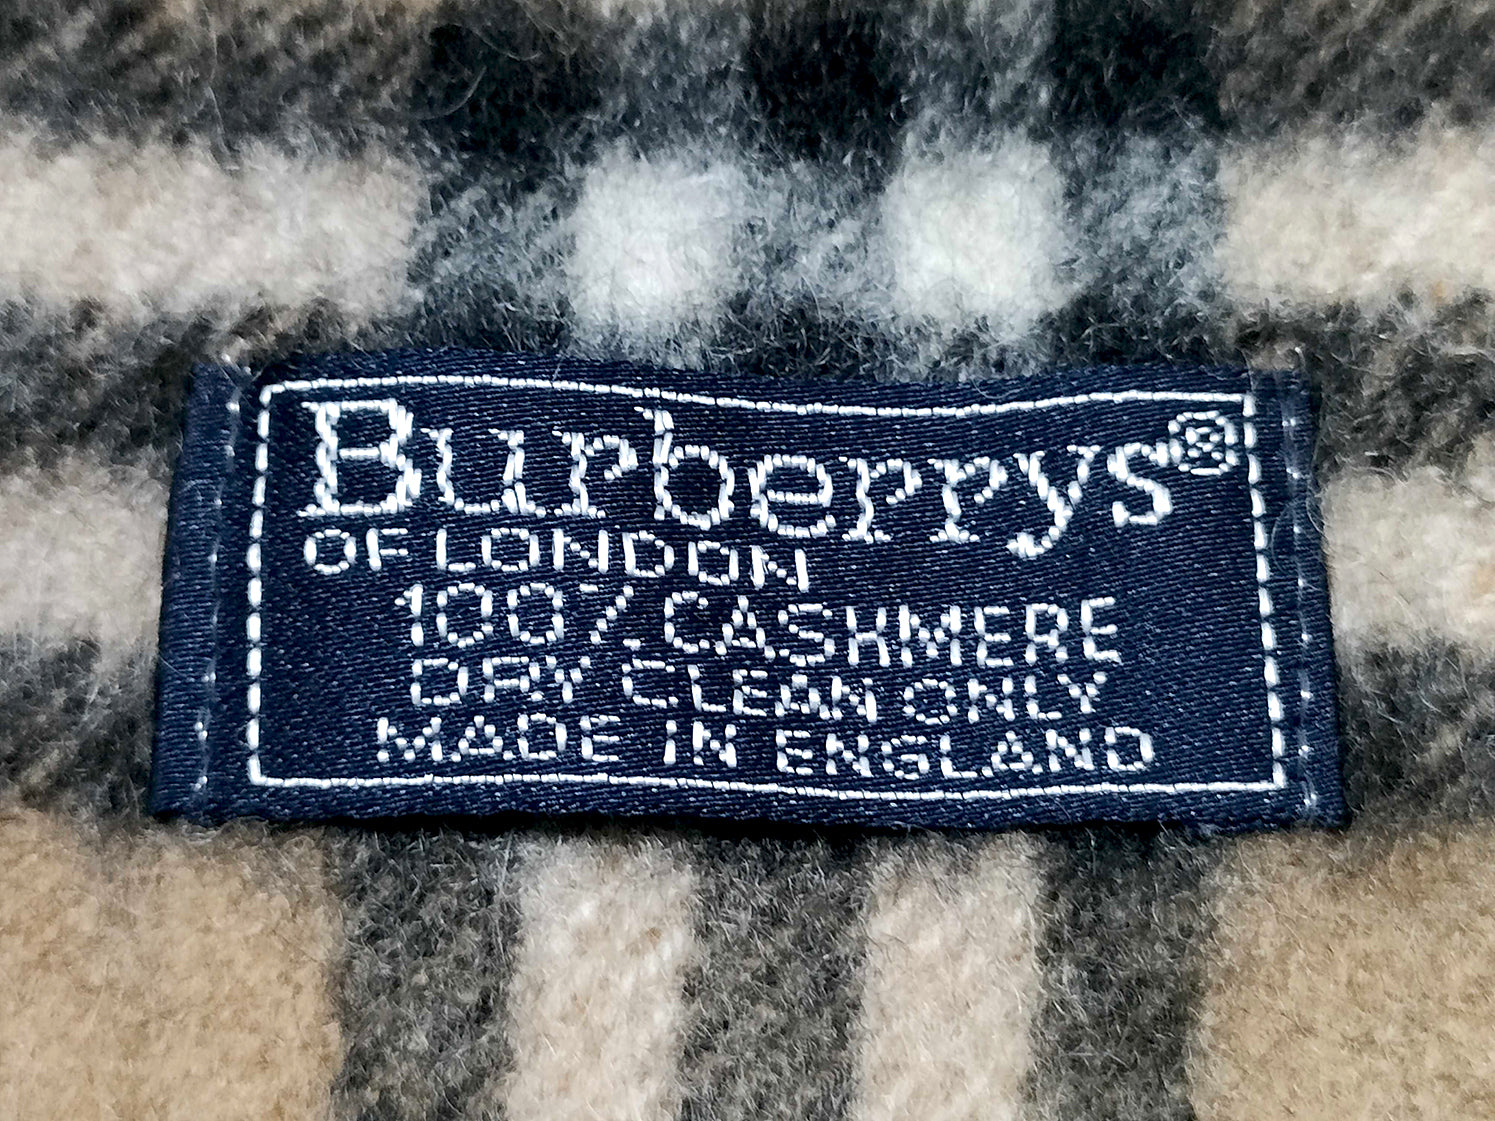 Burberrys®
OF LONDON
100% CASHMERE
DRY CLEAN ONLY
MADE IN ENGLAND